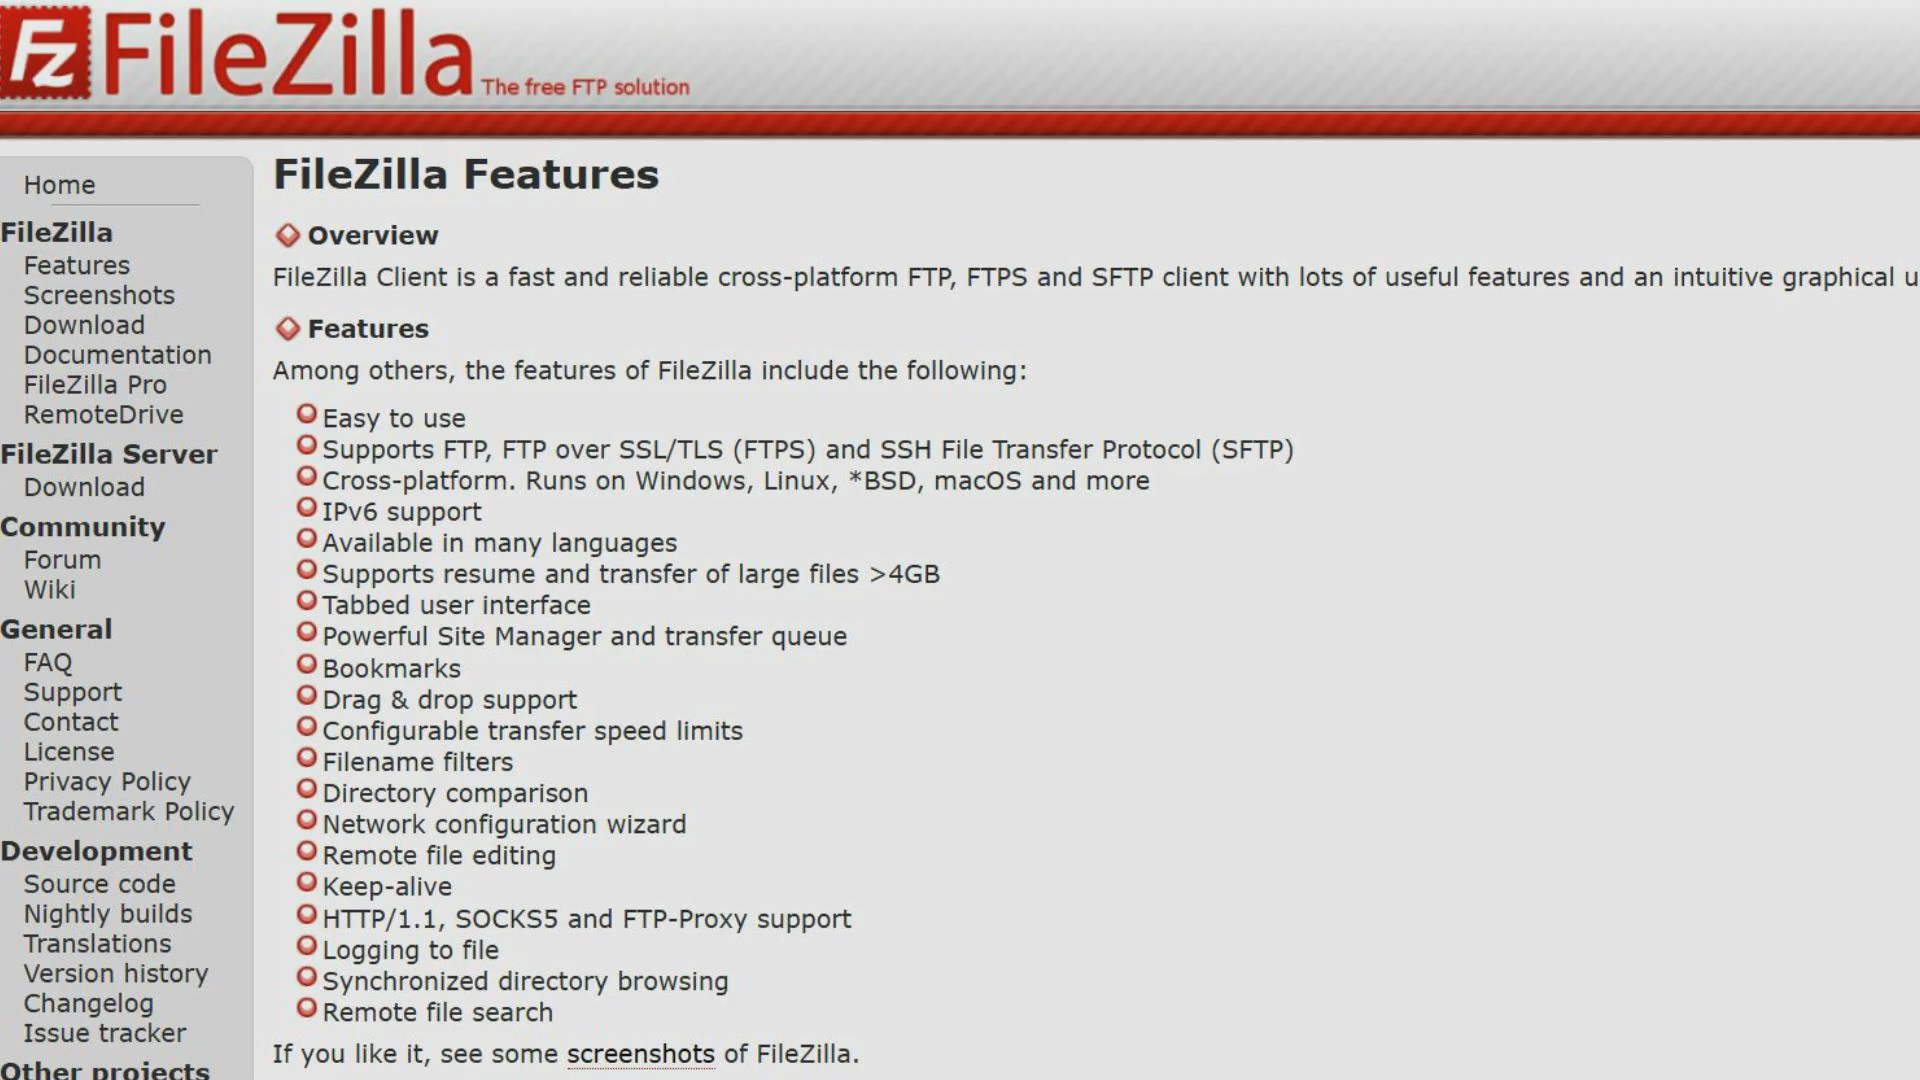 FileZilla The free FTP solution
Home
FileZilla
Features
Screenshots
Download
Documentation
FileZilla Pro
RemoteDrive
FileZilla Server
Download
Community
Forum
Wiki
General
FAQ
Support
Contact
License
Privacy Policy
Trademark Policy
Development
Source code
Nightly builds
Translations
Version history
Changelog
Issue tracker
Other projects
FileZilla Features
Overview
FileZilla Client is a fast and reliable cross-platform FTP, FTPS and SFTP client with lots of useful features and an intuitive graphical u
Features
Among others, the features of FileZilla include the following:
Easy to use
Supports FTP, FTP over SSL/TLS (FTPS) and SSH File Transfer Protocol (SFTP)
Cross-platform. Runs on Windows, Linux, *BSD, macOS and more
IPv6 support
Available in many languages
Supports resume and transfer of large files >4GB
Tabbed user interface
Powerful Site Manager and transfer queue
Bookmarks
Drag & drop support
Configurable transfer speed limits
Filename filters
Directory comparison
Network configuration wizard
Remote file editing
Keep-alive
HTTP/1.1, SOCKS5 and FTP-Proxy support
Logging to file
Synchronized directory browsing
Remote file search
If you like it, see some screenshots of FileZilla.